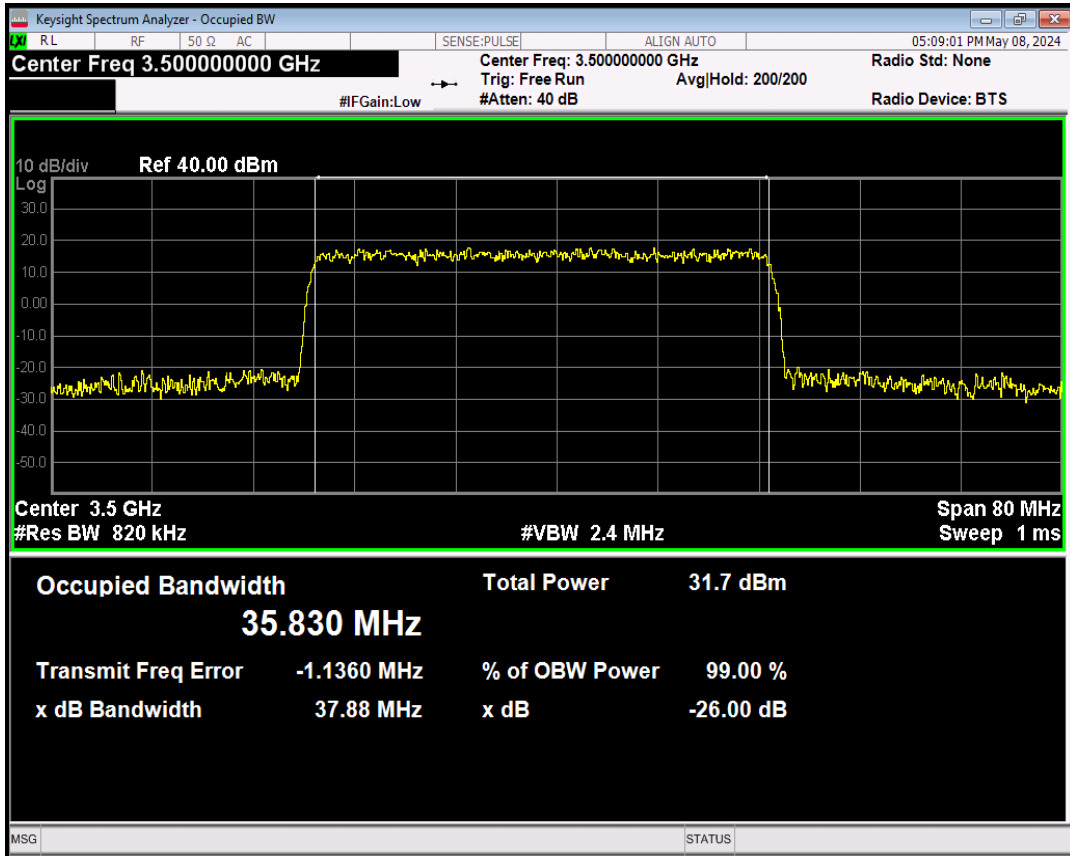 Keysight Spectrum Analyzer - Occupied BW
LXI RL RF 50 Ω AC SENSE:PULSE ALIGN AUTO 05:09:01 PM May 08, 2024
Center Freq 3.500000000 GHz Center Freq: 3.500000000 GHz Radio Std: None
Trig: Free Run Avg|Hold: 200/200
#IFGain:Low #Atten: 40 dB Radio Device: BTS
10 dB/div Ref 40.00 dBm
Log
30.0
20.0
10.0
0.00
-10.0
-20.0
-30.0
-40.0
-50.0
Center 3.5 GHz Span 80 MHz
#Res BW 820 kHz #VBW 2.4 MHz Sweep 1 ms
Occupied Bandwidth Total Power 31.7 dBm
35.830 MHz
Transmit Freq Error -1.1360 MHz % of OBW Power 99.00 %
x dB Bandwidth 37.88 MHz x dB -26.00 dB
MSG STATUS